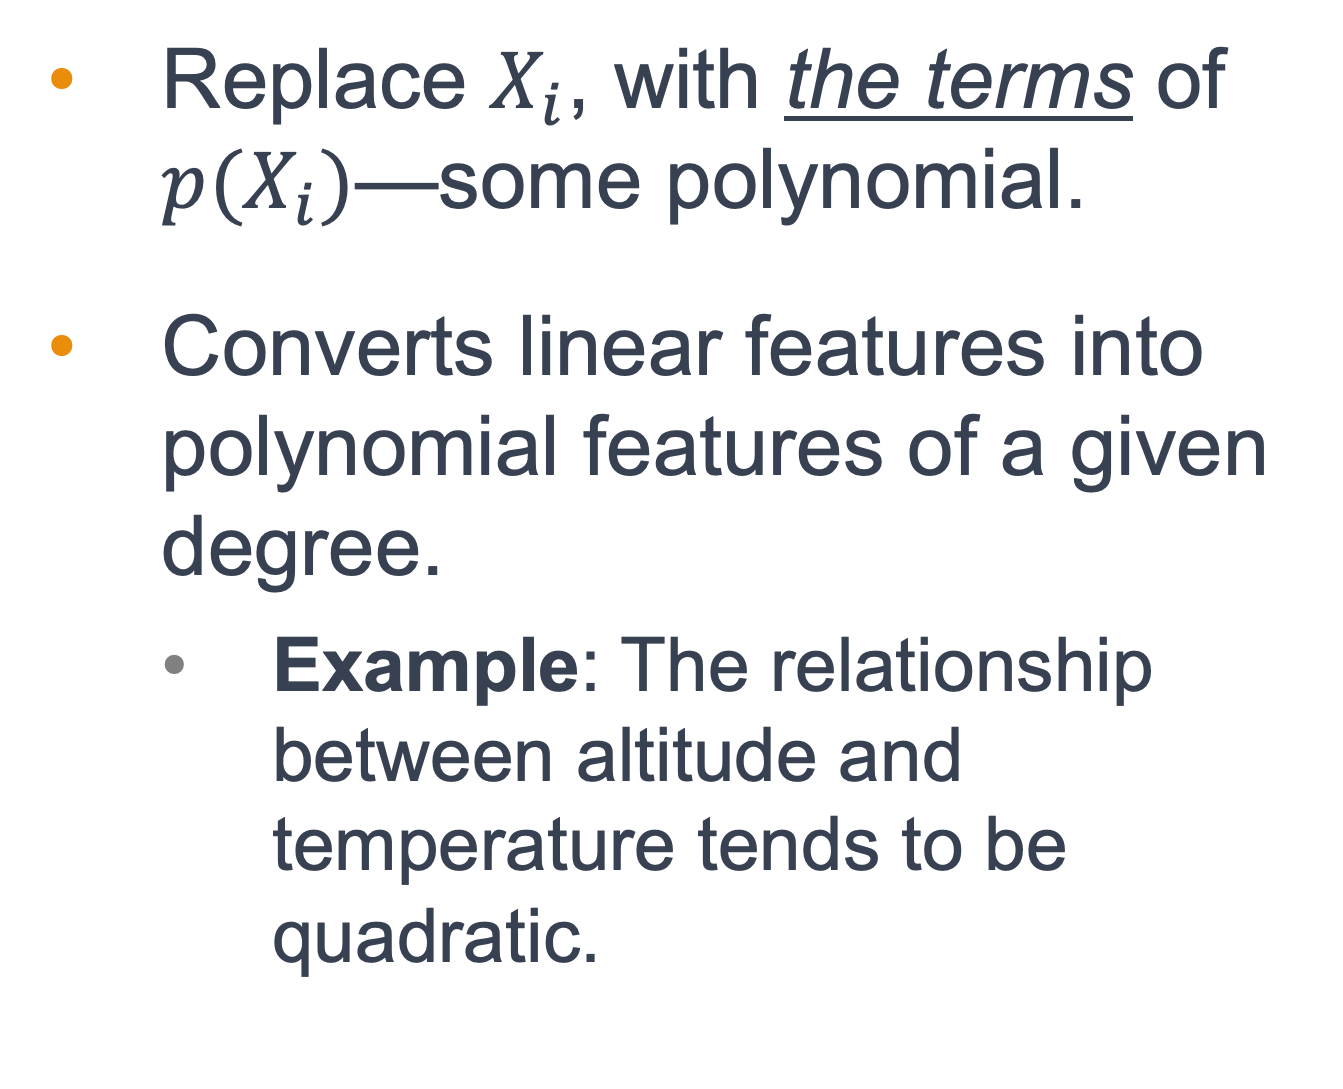 • Replace 𝑋ᵢ, with the terms of
𝑝(𝑋ᵢ)—some polynomial.
• Converts linear features into
polynomial features of a given
degree.
• Example: The relationship
between altitude and
temperature tends to be
quadratic.